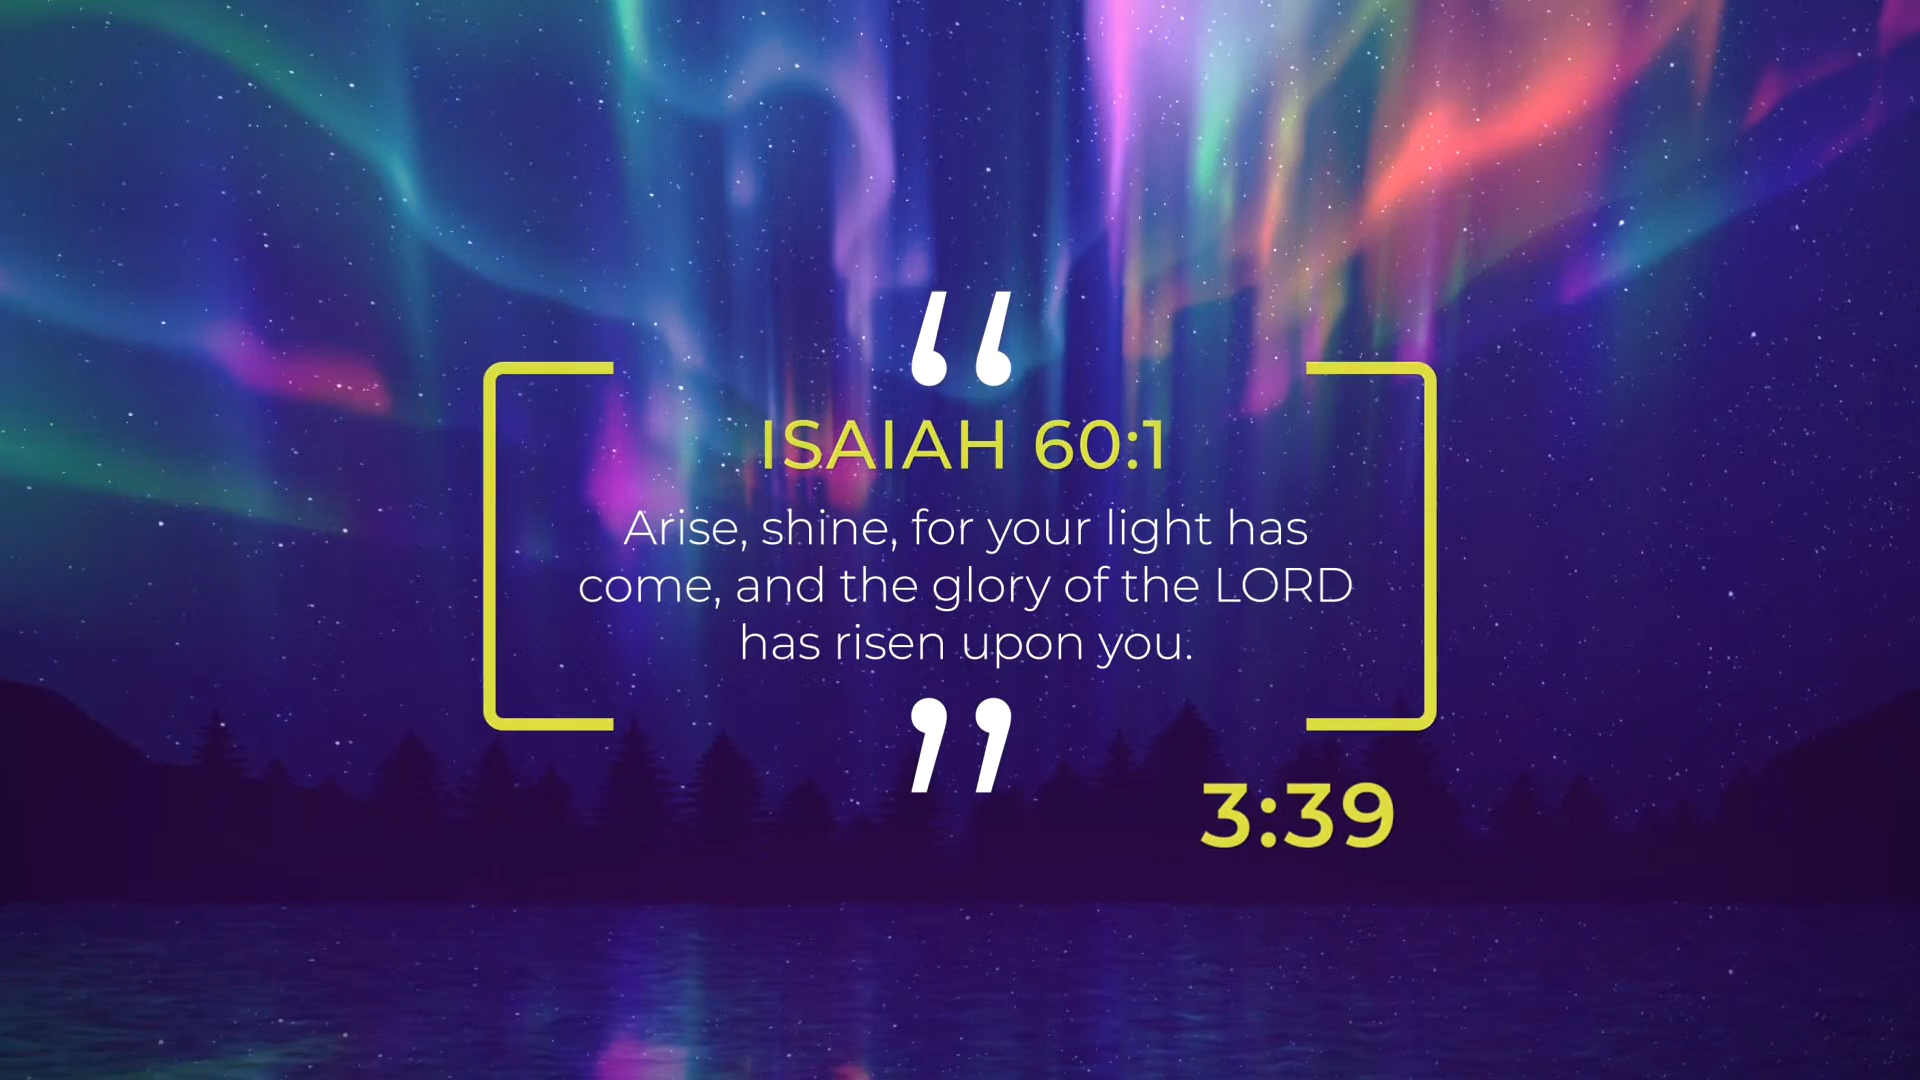 “
ISAIAH 60:1
Arise, shine, for your light has
come, and the glory of the LORD
has risen upon you.
”
3:39